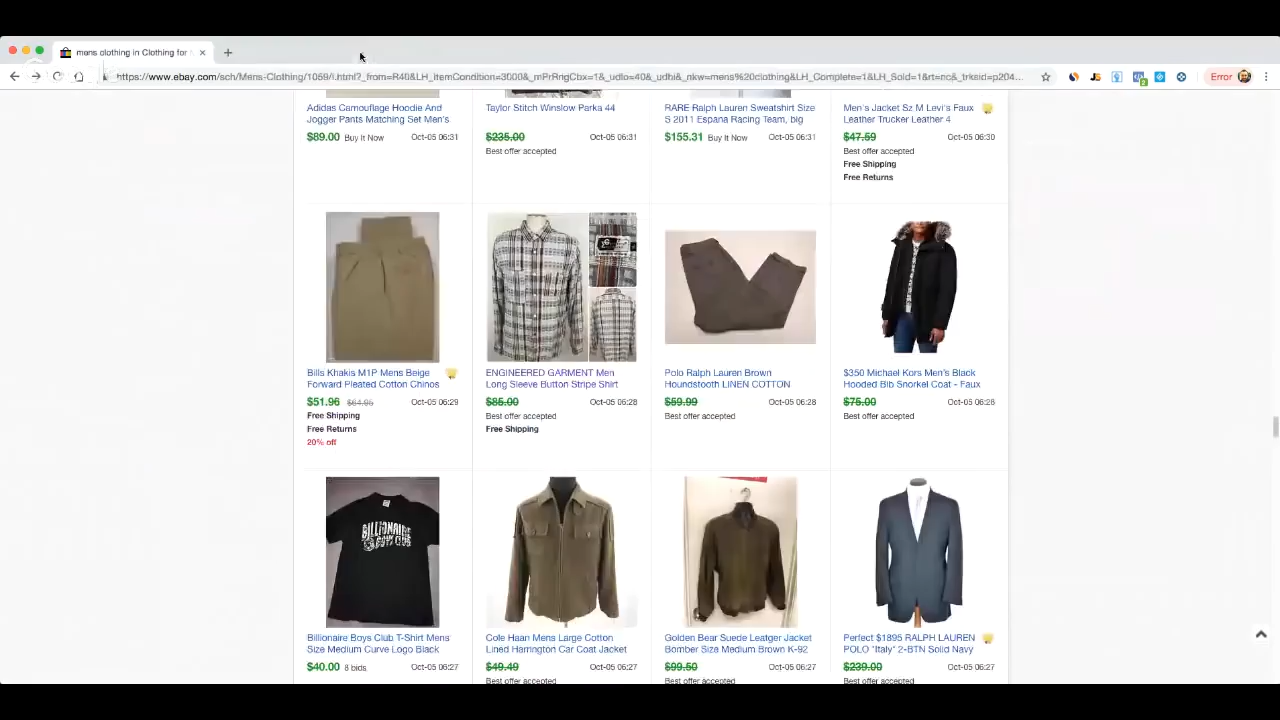 mens clothing in Clothing for
https://www.ebay.com/sch/Mens-Clothing/1059/i.html?_from=R40&LH_ItemCondition=3000&_mPrRngCbx=1&_udlo=40&_udhi&_nkw=mens%20clothing&LH_Complete=1&LH_Sold=1&rt=nc&_trksid=p204...
Error
Adidas Camouflage Hoodie And
Jogger Pants Matching Set Men's
$89.00 Buy It Now Oct-05 06:31
Taylor Stitch Winslow Parka 44
$235.00 Oct-05 06:31
Best offer accepted
RARE Ralph Lauren Sweatshirt Size
S 2011 Espana Racing Team, big
$155.31 Buy It Now Oct-05 06:31
Men's Jacket Sz M Levi's Faux
Leather Trucker Leather 4
$47.59 Oct-05 06:30
Best offer accepted
Free Shipping
Free Returns
Bills Khakis M1P Mens Beige
Forward Pleated Cotton Chinos
$51.96 $64.95 Oct-05 06:29
Free Shipping
Free Returns
20% off
ENGINEERED GARMENT Men
Long Sleeve Button Stripe Shirt
$85.00 Oct-05 06:28
Best offer accepted
Free Shipping
Polo Ralph Lauren Brown
Houndstooth LINEN COTTON
$59.99 Oct-05 06:28
Best offer accepted
$350 Michael Kors Men's Black
Hooded Bib Snorkel Coat - Faux
$75.00 Oct-05 06:28
Best offer accepted
BILLIONAIRE
BOYS CLUB
Billionaire Boys Club T-Shirt Mens
Size Medium Curve Logo Black
$40.00 8 bids Oct-05 06:27
Cole Haan Mens Large Cotton
Lined Harrington Car Coat Jacket
$49.49 Oct-05 06:27
Best offer accepted
Golden Bear Suede Leatger Jacket
Bomber Size Medium Brown K-92
$99.50 Oct-05 06:27
Best offer accepted
Perfect $1895 RALPH LAUREN
POLO "Italy" 2-BTN Solid Navy
$239.00 Oct-05 06:27
Best offer accepted